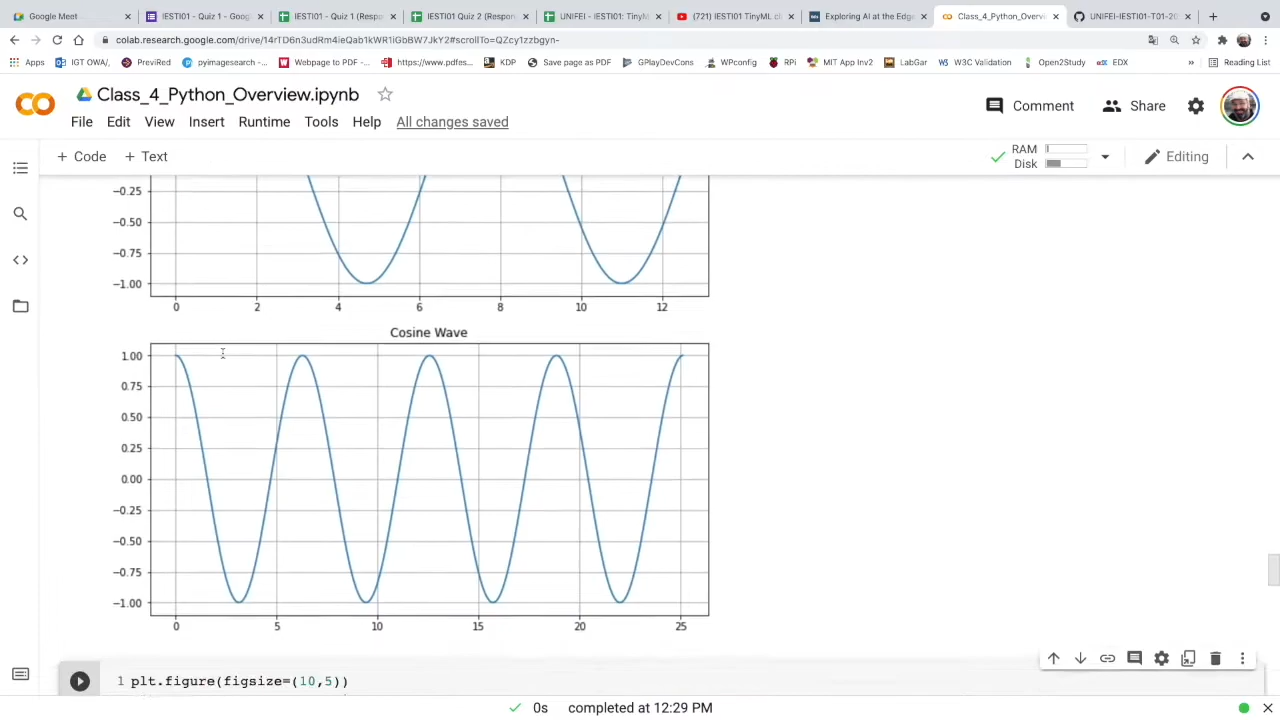 Google Meet
IESTI01 - Quiz 1 - Goog
IESTI01 - Quiz 1 (Respo
IESTI01 Quiz 2 (Respon
UNIFEI - IESTI01: TinyM
(721) IESTI01 TinyML cl
Exploring AI at the Edge
Class_4_Python_Overvi
UNIFEI-IESTI01-T01-20
colab.research.google.com/drive/14rTD6n3udRm4ieQab1kWR1iGbBW7JkY2#scrollTo=QZcy1zzbgyn-
Apps
IGT OWA/,
PreviRed
pyimagesearch -...
Webpage to PDF -...
https://www.pdfes...
KDP
Save page as PDF
GPlayDevCons
WPconfig
RPi
MIT App Inv2
LabGar
W3C Validation
Open2Study
EDX
»
Reading List
Class_4_Python_Overview.ipynb
Comment
Share
File Edit View Insert Runtime Tools Help All changes saved
+ Code + Text
RAM
Disk
Editing
−0.25
−0.50
−0.75
−1.00
0 2 4 6 8 10 12
Cosine Wave
1.00
0.75
0.50
0.25
0.00
−0.25
−0.50
−0.75
−1.00
0 5 10 15 20 25
1 plt.figure(figsize=(10,5))
0s completed at 12:29 PM